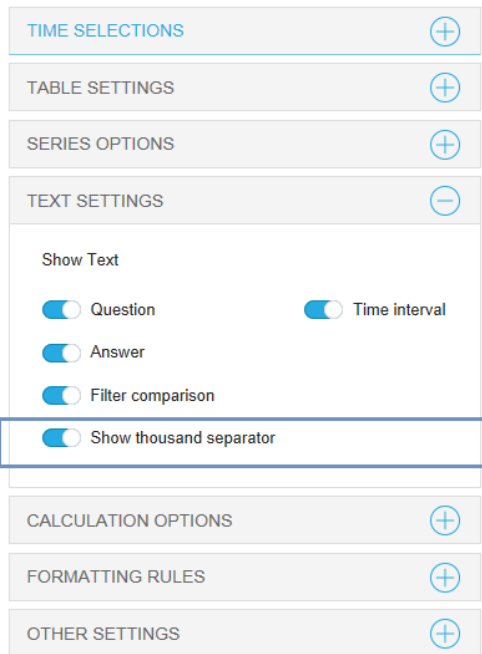 TIME SELECTIONS
TABLE SETTINGS
SERIES OPTIONS
TEXT SETTINGS
Show Text
Question Time interval
Answer
Filter comparison
Show thousand separator
CALCULATION OPTIONS
FORMATTING RULES
OTHER SETTINGS